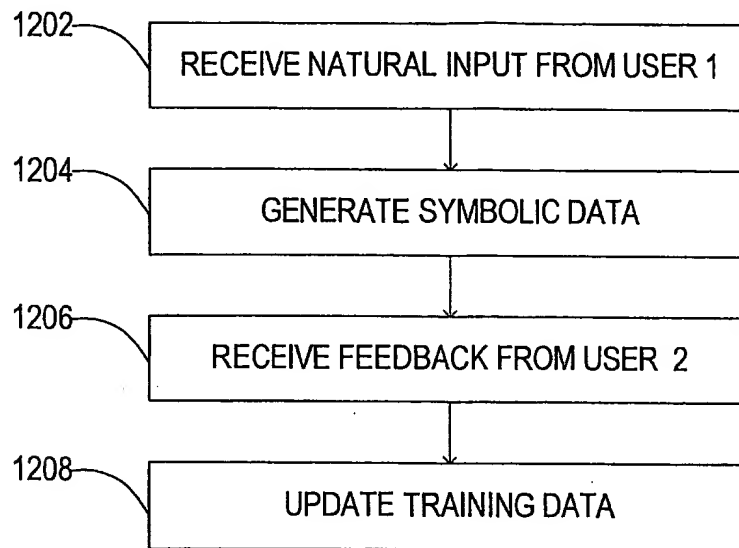 1202
RECEIVE NATURAL INPUT FROM USER 1
1204
GENERATE SYMBOLIC DATA
1206
RECEIVE FEEDBACK FROM USER 2
1208
UPDATE TRAINING DATA